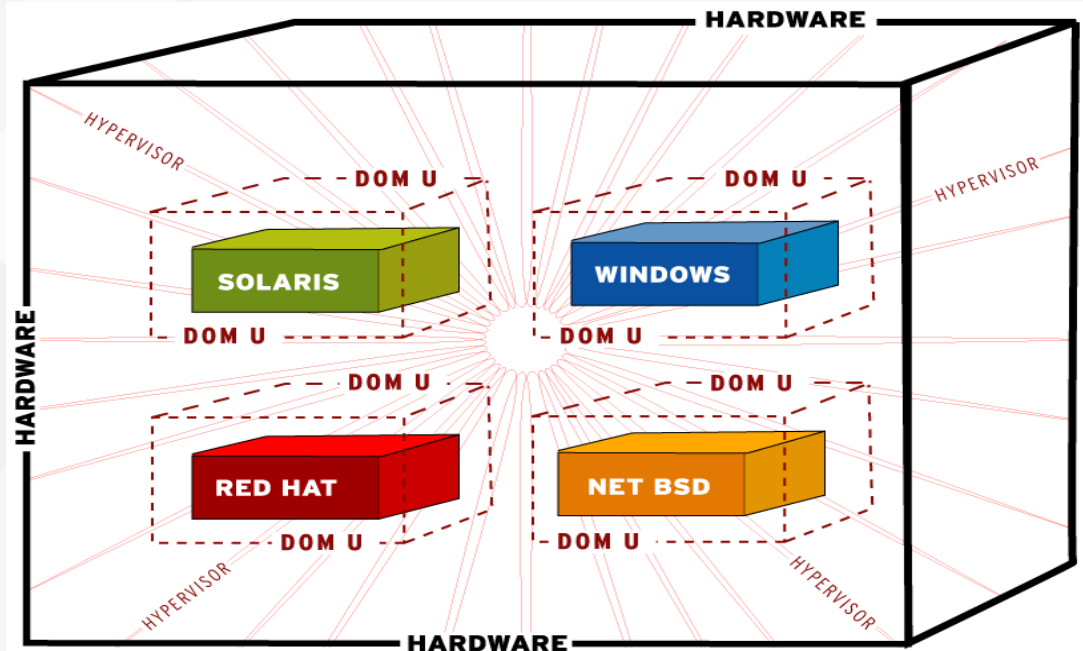 HARDWARE
HYPERVISOR
HYPERVISOR
DOM U
DOM U
SOLARIS
WINDOWS
DOM U
DOM U
HARDWARE
DOM U
DOM U
RED HAT
NET BSD
DOM U
DOM U
HYPERVISOR
HYPERVISOR
HARDWARE